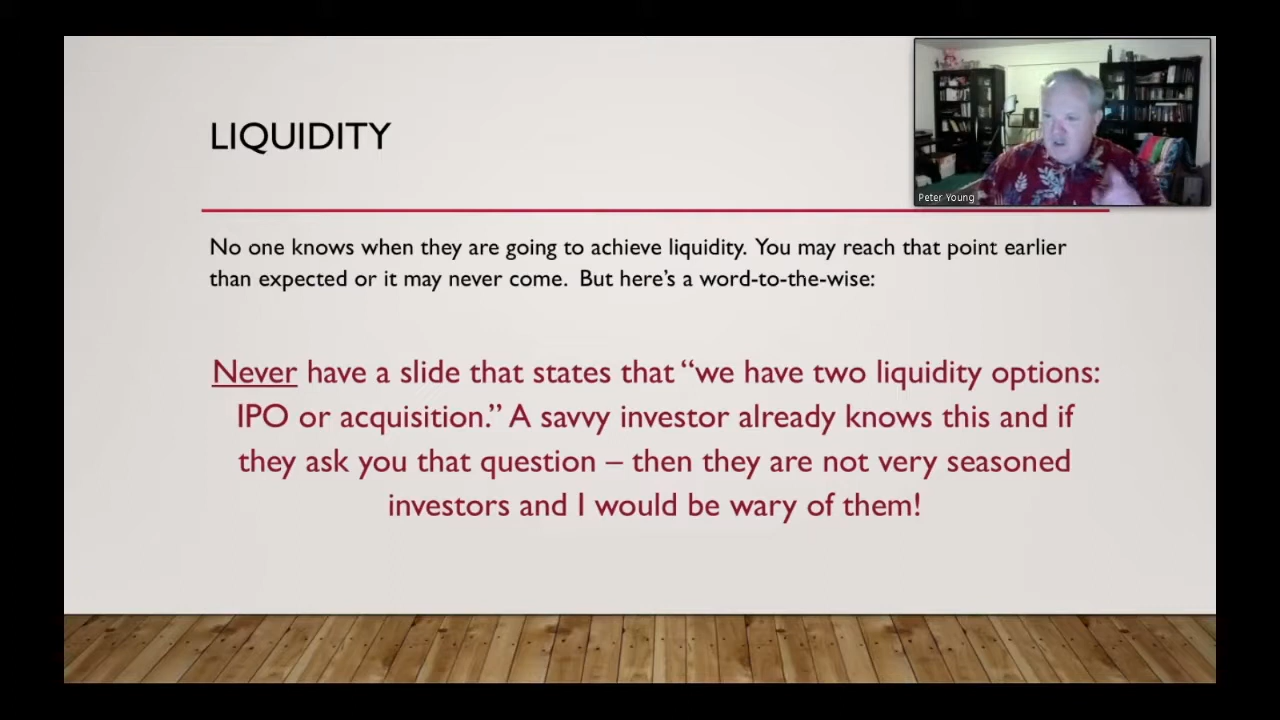 LIQUIDITY
Peter Young
No one knows when they are going to achieve liquidity. You may reach that point earlier
than expected or it may never come. But here’s a word-to-the-wise:
Never have a slide that states that “we have two liquidity options:
IPO or acquisition.” A savvy investor already knows this and if
they ask you that question – then they are not very seasoned
investors and I would be wary of them!